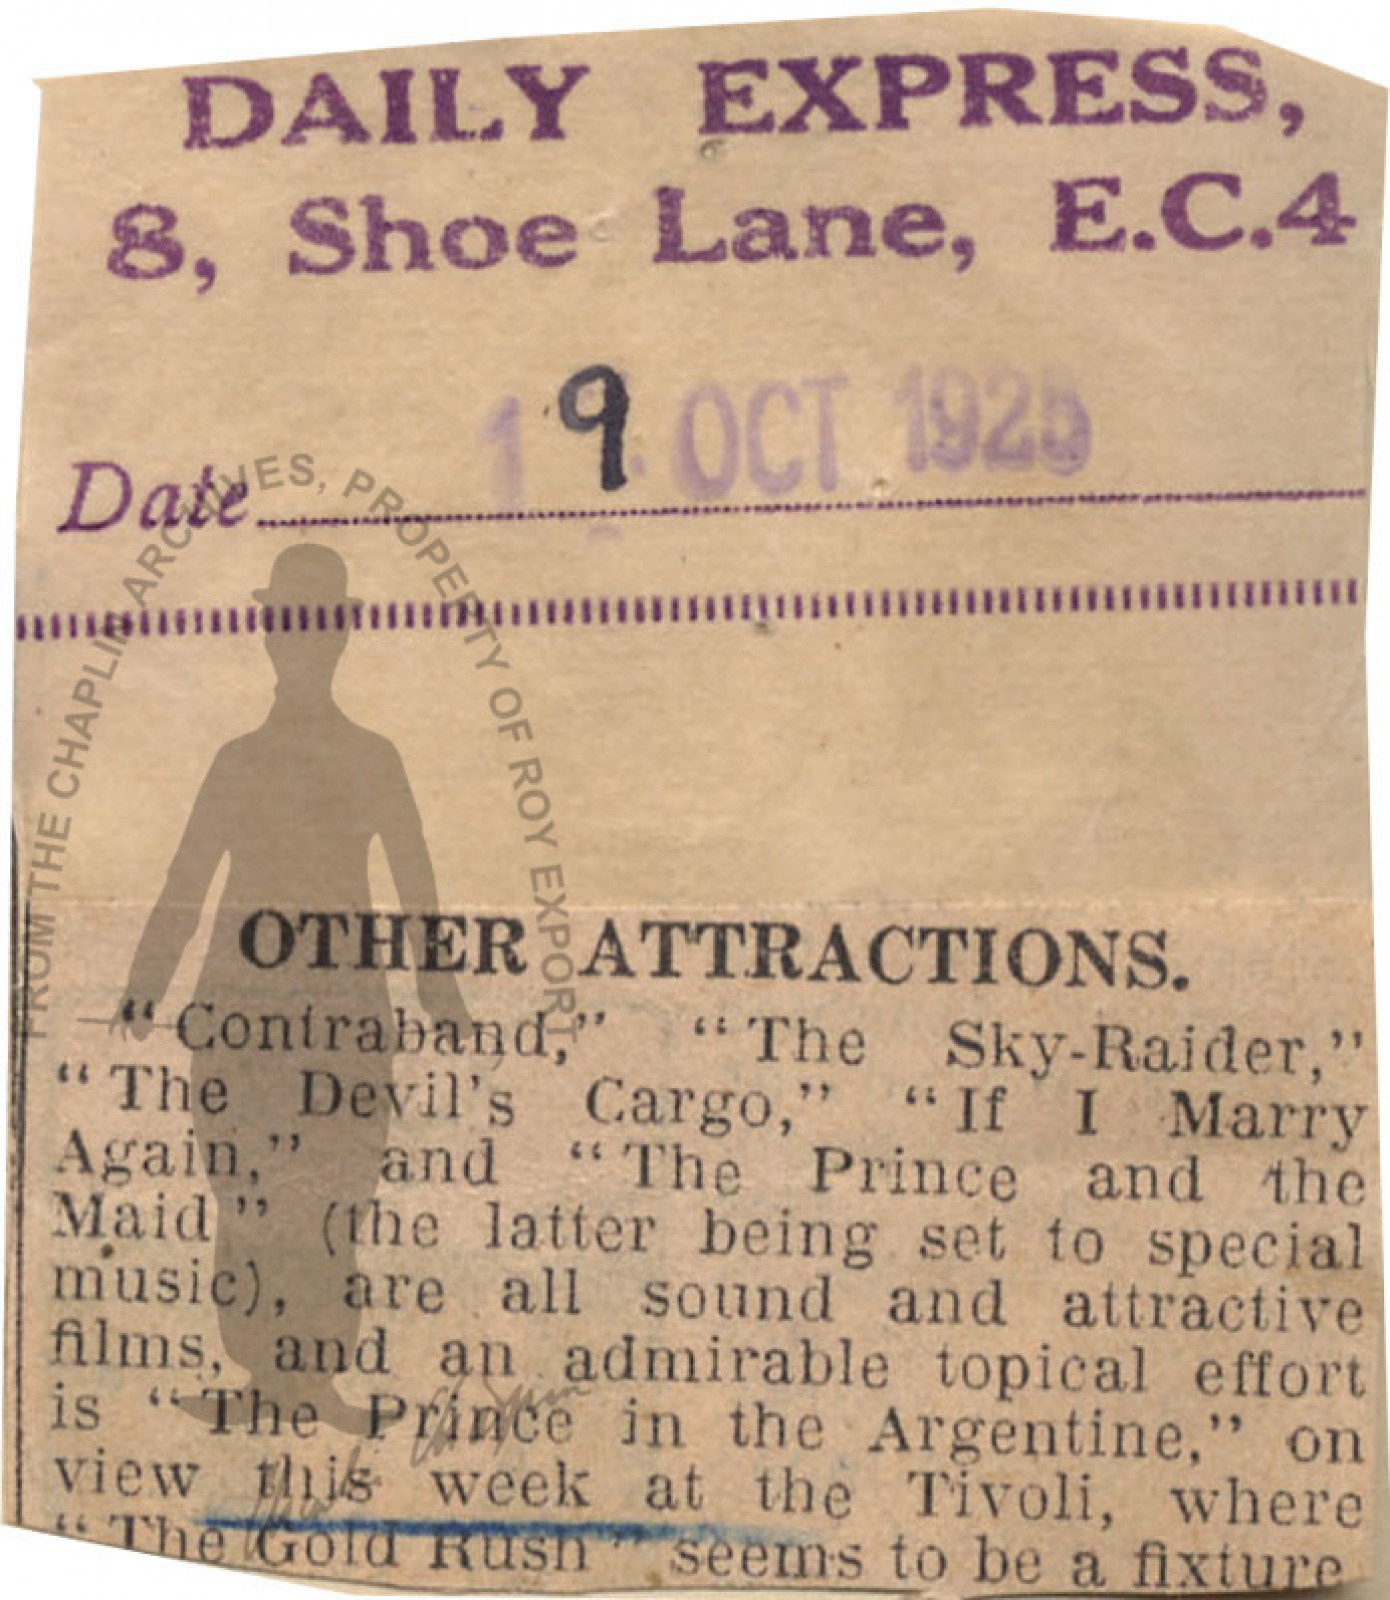 DAILY EXPRESS,
8, Shoe Lane, E.C.4
Date 19 OCT 1925
FROM THE CHAPLIN ARCHIVES, PROPERTY OF ROY EXPORT
OTHER ATTRACTIONS.
“Contraband,” “The Sky-Raider,”
“The Devil’s Cargo,” “If I Marry
Again,” and “The Prince and the
Maid” (the latter being set to special
music), are all sound and attractive
films, and an admirable topical effort
is “The Prince in the Argentine,” on
view this week at the Tivoli, where
“The Gold Rush” seems to be a fixture